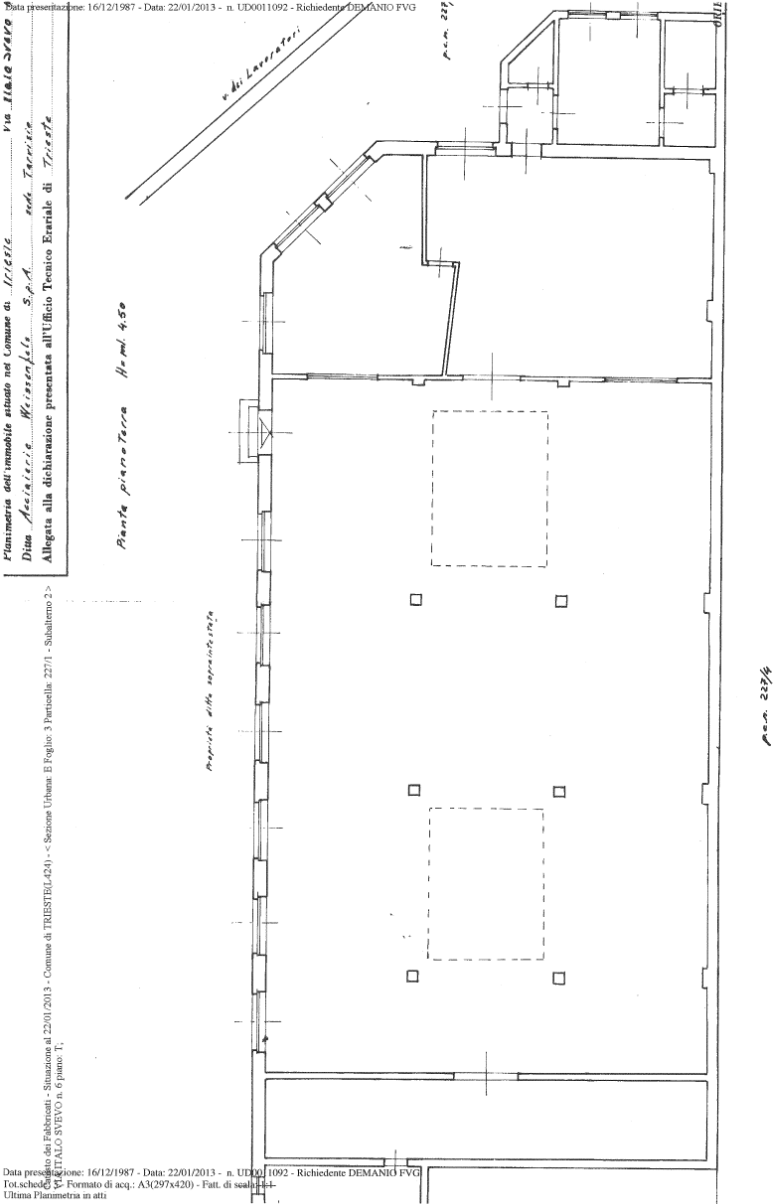 Data presentazione: 16/12/1987 - Data: 22/01/2013 - n. UD0011092 - Richiedente DEMANIO FVG
Planimetria dell'immobile situato nel Comune di Trieste Via Italo Svevo
Ditta Acciaierie Weissenfels S.p.A. sede Tarvisio
Allegata alla dichiarazione presentata all'Ufficio Tecnico Erariale di Trieste
v. dei Lavoratori
p.c.n. 227/
Pianta piano Terra H= ml. 4.50
Proprietà ditta sopraintestata
p.c.n. 227/4
Catasto dei Fabbricati - Situazione al 22/01/2013 - Comune di TRIESTE(L424) - < Sezione Urbana: E Foglio: 3 Particella: 227/1 - Subalterno 2 >
VIA ITALO SVEVO n. 6 piano: T;
Data presentazione: 16/12/1987 - Data: 22/01/2013 - n. UD0011092 - Richiedente DEMANIO FVG
Tot.schede: 1 - Formato di acq.: A3(297x420) - Fatt. di scala: 1:1
Ultima Planimetria in atti